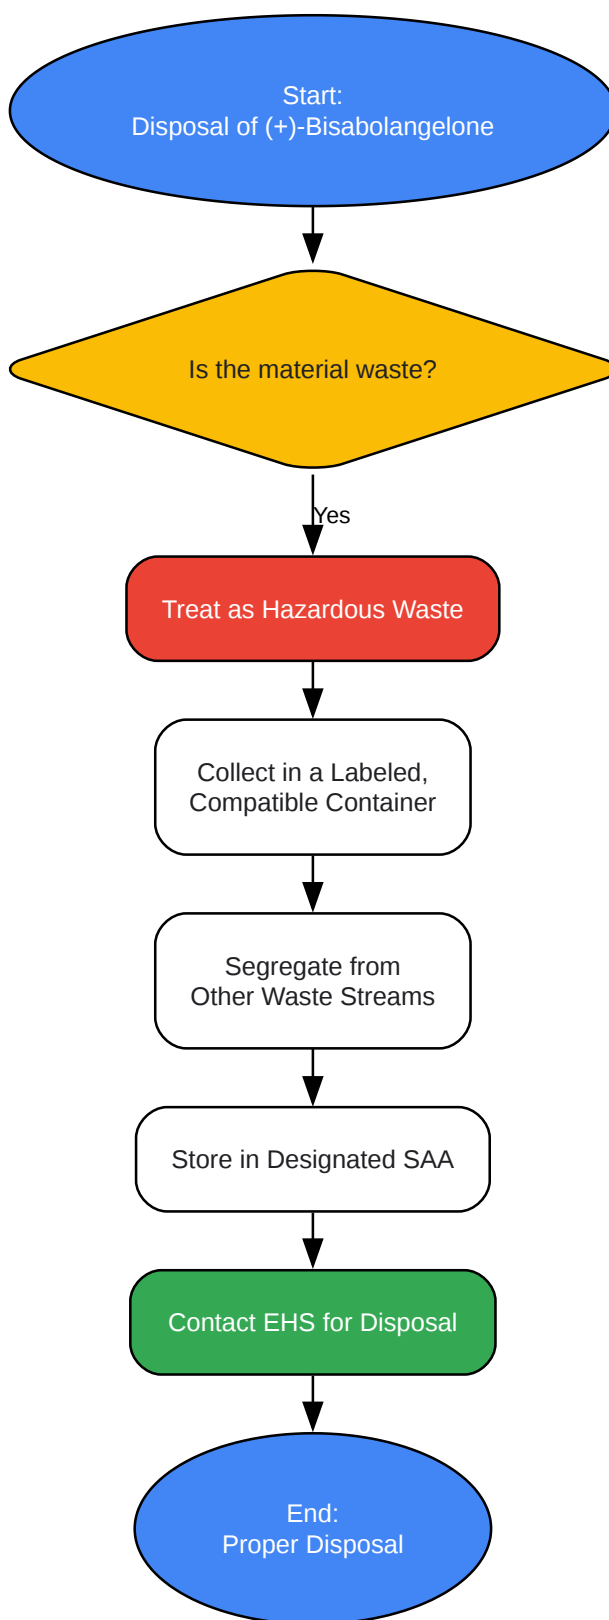 Start:
Disposal of (+)-Bisabolangelone
Is the material waste?
Yes
Treat as Hazardous Waste
Collect in a Labeled,
Compatible Container
Segregate from
Other Waste Streams
Store in Designated SAA
Contact EHS for Disposal
End:
Proper Disposal